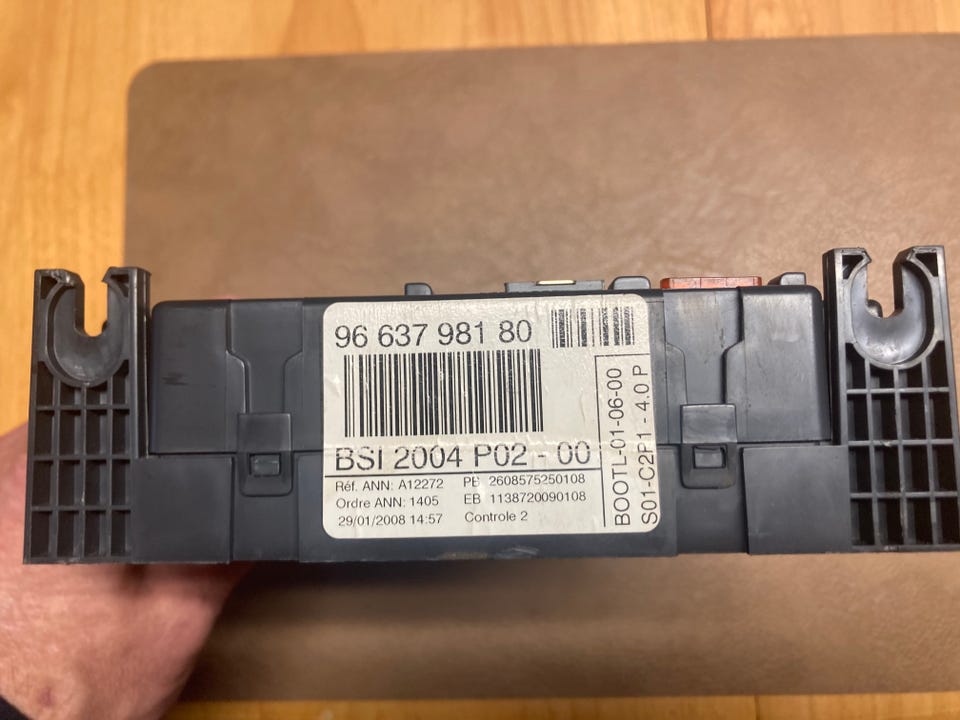 96 637 981 80
BSI 2004 P02 - 00
Réf. ANN: A12272 PB 2608575250108
Ordre ANN: 1405 EB 1138720090108
29/01/2008 14:57 Controle 2
BOOTL-01-06-00
S01-C2P1 - 4.0 P